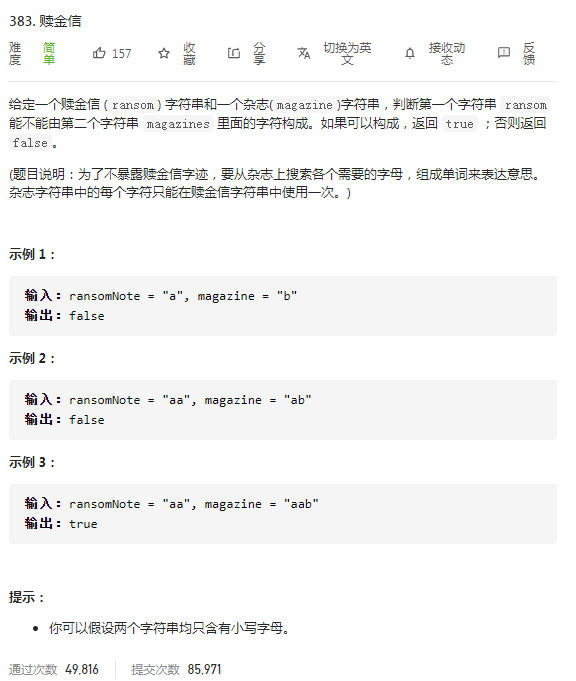 383. 赎金信
难度 简单 157 收藏 分享 切换为英文 接收动态 反馈
给定一个赎金信 ( ransom ) 字符串和一个杂志( magazine )字符串，判断第一个字符串 ransom
能不能由第二个字符串 magazines 里面的字符构成。如果可以构成，返回 true ；否则返回
false 。
(题目说明：为了不暴露赎金信字迹，要从杂志上搜索各个需要的字母，组成单词来表达意思。
杂志字符串中的每个字符只能在赎金信字符串中使用一次。)
示例 1：
输入：ransomNote = "a", magazine = "b"
输出：false
示例 2：
输入：ransomNote = "aa", magazine = "ab"
输出：false
示例 3：
输入：ransomNote = "aa", magazine = "aab"
输出：true
提示：
• 你可以假设两个字符串均只含有小写字母。
通过次数 49,816 提交次数 85,971